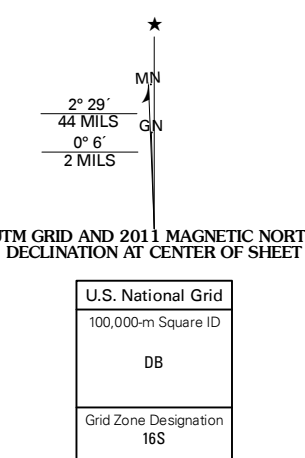 ★
MN
2° 29´
44 MILS
GN
0° 6´
2 MILS
UTM GRID AND 2011 MAGNETIC NORT
DECLINATION AT CENTER OF SHEET
U.S. National Grid
100,000-m Square ID
DB
Grid Zone Designation
16S